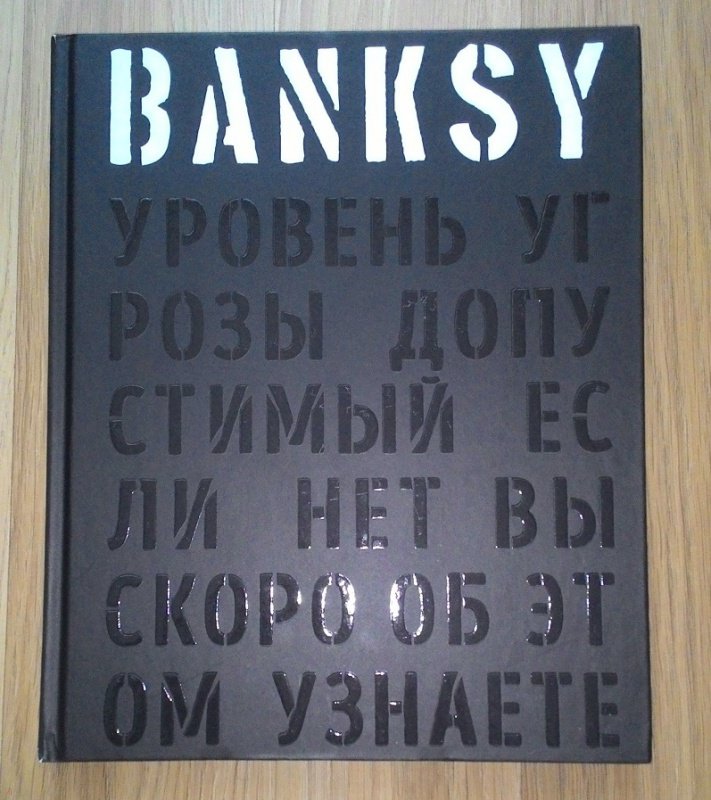 BANKSY
УРОВЕНЬ УГ
РОЗЫ ДОПУ
СТИМЫЙ ЕС
ЛИ НЕТ ВЫ
СКОРО ОБ ЭТ
ОМ УЗНАЕТЕ